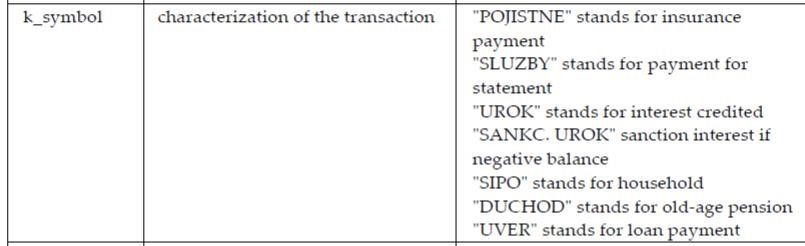 k_symbol
characterization of the transaction
"POJISTNE" stands for insurance
payment
"SLUZBY" stands for payment for
statement
"UROK" stands for interest credited
"SANKC. UROK" sanction interest if
negative balance
"SIPO" stands for household
"DUCHOD" stands for old-age pension
"UVER" stands for loan payment